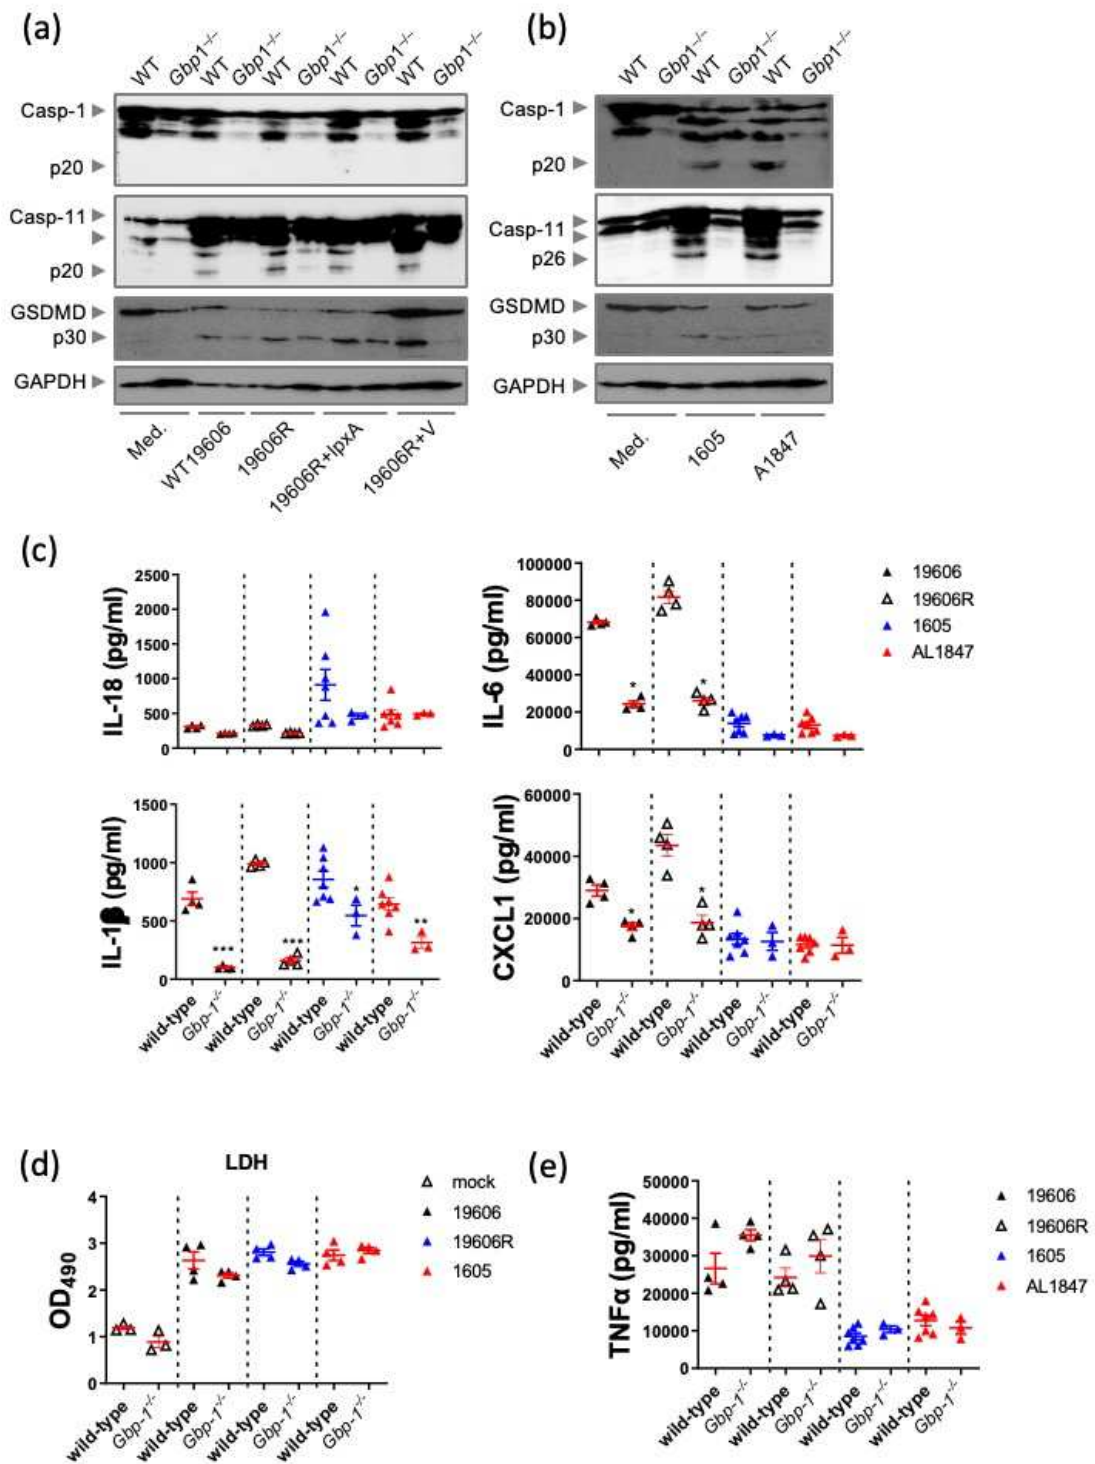 (a)
WT Gbp1⁻/⁻ WT Gbp1⁻/⁻ WT Gbp1⁻/⁻ WT Gbp1⁻/⁻ WT Gbp1⁻/⁻
Casp-1
p20
Casp-11
p20
GSDMD
p30
GAPDH
Med. WT19606 19606R 19606R+lpxA 19606R+V
(b)
WT Gbp1⁻/⁻ WT Gbp1⁻/⁻ WT Gbp1⁻/⁻
Casp-1
p20
Casp-11
p26
GSDMD
p30
GAPDH
Med. 1605 A1847
(c)
IL-18 (pg/ml)
2500
2000
1500
1000
500
0
IL-6 (pg/ml)
100000
80000
60000
40000
20000
0
* *
19606
19606R
1605
AL1847
IL-1β (pg/ml)
1500
1000
500
0
*** *** * **
wild-type Gbp-1⁻/⁻ wild-type Gbp-1⁻/⁻ wild-type Gbp-1⁻/⁻ wild-type Gbp-1⁻/⁻
CXCL1 (pg/ml)
60000
40000
20000
0
* *
wild-type Gbp-1⁻/⁻ wild-type Gbp-1⁻/⁻ wild-type Gbp-1⁻/⁻ wild-type Gbp-1⁻/⁻
(d)
LDH
OD490
4
3
2
1
0
wild-type Gbp-1⁻/⁻ wild-type Gbp-1⁻/⁻ wild-type Gbp-1⁻/⁻ wild-type Gbp-1⁻/⁻
mock
19606
19606R
1605
(e)
TNFα (pg/ml)
50000
40000
30000
20000
10000
0
wild-type Gbp-1⁻/⁻ wild-type Gbp-1⁻/⁻ wild-type Gbp-1⁻/⁻ wild-type Gbp-1⁻/⁻
19606
19606R
1605
AL1847